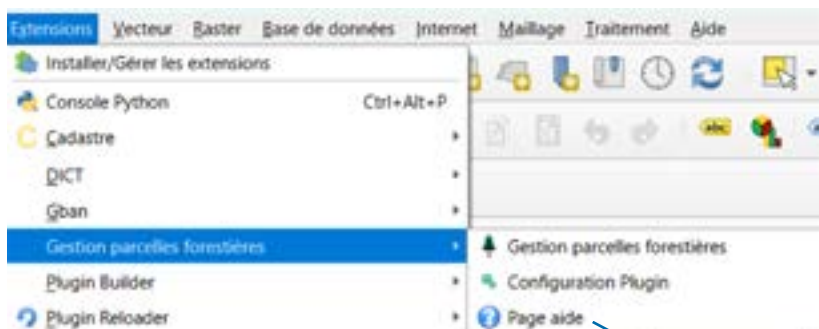 Extensions Vecteur Raster Base de données Internet Maillage Traitement Aide
Installer/Gérer les extensions
Console Python Ctrl+Alt+P
Cadastre
DICT
Gban
Gestion parcelles forestières
Gestion parcelles forestières
Plugin Builder
Configuration Plugin
Plugin Reloader
Page aide
abc